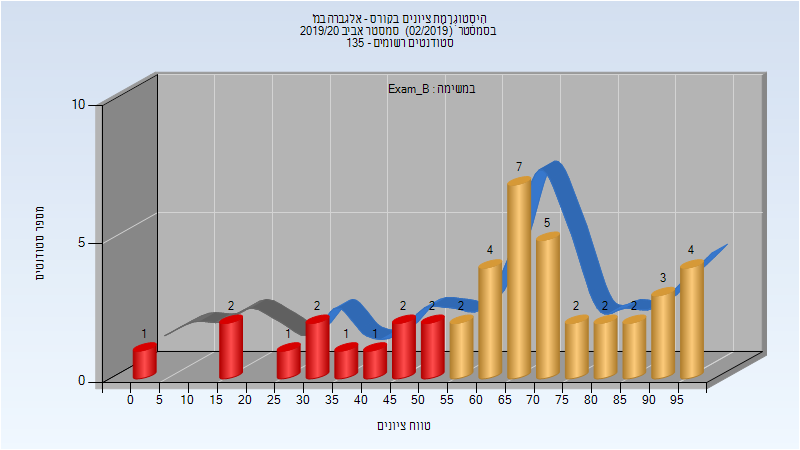 היסטוגרמת ציונים בקורס - אלגברה במ'
בסמסטר (02/2019) סמסטר אביב 2019/20
סטודנטים רשומים - 135
במשימה : Exam_B
מספר סטודנטים
10
5
0
1 2 1 2 1 1 2 2 2 4 7 5 2 2 2 3 4
0 5 10 15 20 25 30 35 40 45 50 55 60 65 70 75 80 85 90 95
טווח ציונים